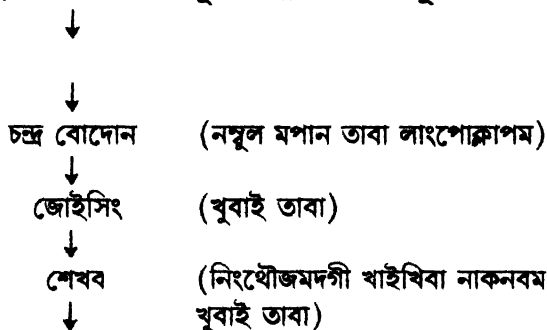 চন্দ্র বোদোন (নম্বুল মপান তাবা লাংপোক্লাপম)
জোইসিং (খুবাই তাবা)
শেখব (নিংথৌজমদগী খাইখিবা নাকনবম
খুবাই তাবা)